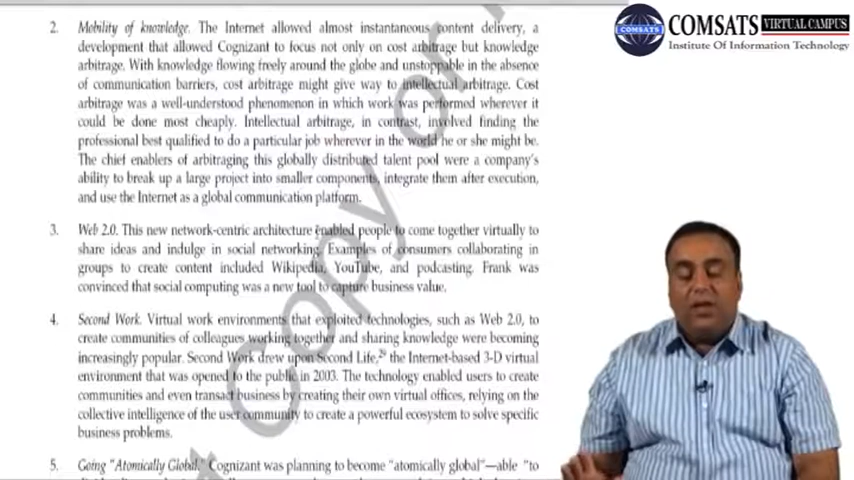 COMSATS VIRTUAL CAMPUS
Institute Of Information Technology
2. Mobility of knowledge. The Internet allowed almost instantaneous content delivery, a
development that allowed Cognizant to focus not only on cost arbitrage but knowledge
arbitrage. With knowledge flowing freely around the globe and unstoppable in the absence
of communication barriers, cost arbitrage might give way to intellectual arbitrage. Cost
arbitrage was a well-understood phenomenon in which work was performed wherever it
could be done most cheaply. Intellectual arbitrage, in contrast, involved finding the
professional best qualified to do a particular job wherever in the world he or she might be.
The chief enablers of arbitraging this globally distributed talent pool were a company's
ability to break up a large project into smaller components, integrate them after execution,
and use the Internet as a global communication platform.
3. Web 2.0. This new network-centric architecture enabled people to come together virtually to
share ideas and indulge in social networking. Examples of consumers collaborating in
groups to create content included Wikipedia, YouTube, and podcasting. Frank was
convinced that social computing was a new tool to capture business value.
4. Second Work. Virtual work environments that exploited technologies, such as Web 2.0, to
create communities of colleagues working together and sharing knowledge were becoming
increasingly popular. Second Work drew upon Second Life, the Internet-based 3-D virtual
environment that was opened to the public in 2003. The technology enabled users to create
communities and even transact business by creating their own virtual offices, relying on the
collective intelligence of the user community to create a powerful ecosystem to solve specific
business problems.
5. Going "Atomically Global." Cognizant was planning to become "atomically global"—able "to